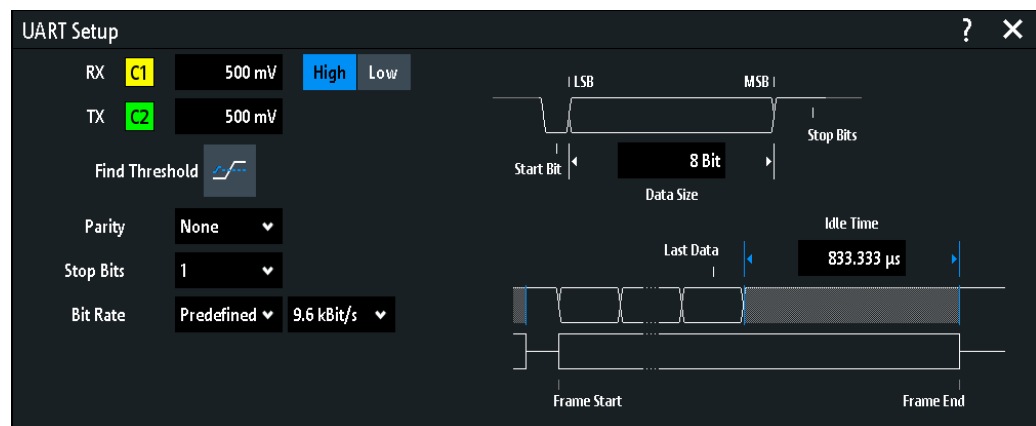 UART Setup ? ✕
RX C1 500 mV High Low
TX C2 500 mV
Find Threshold
Parity None
Stop Bits 1
Bit Rate Predefined 9.6 kBit/s
LSB MSB
Stop Bits
Start Bit 8 Bit
Data Size
Idle Time
Last Data 833.333 µs
Frame Start Frame End